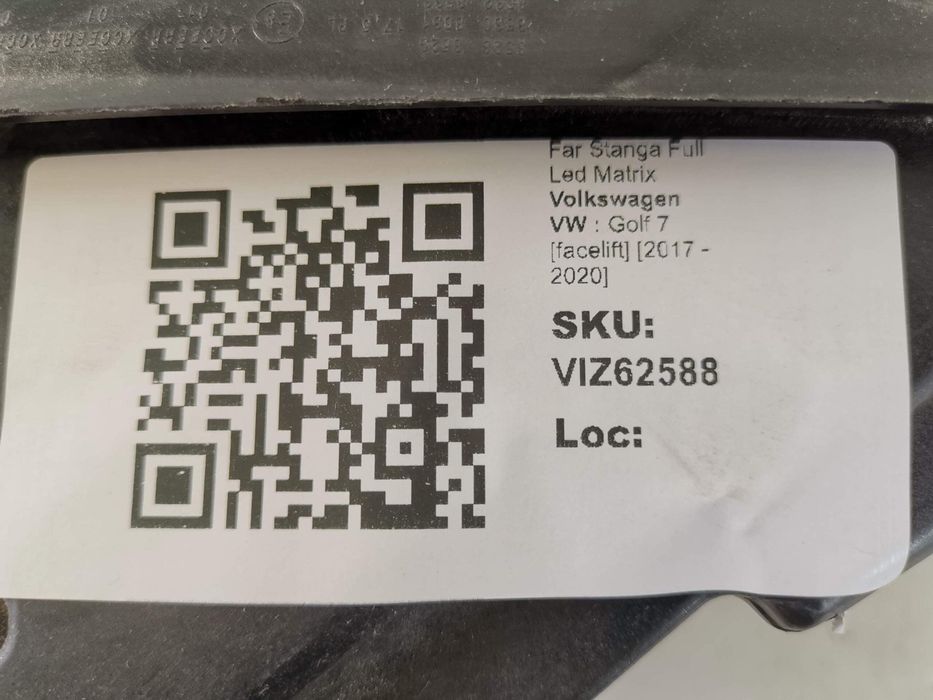 Far Stanga Full
Led Matrix
Volkswagen
VW : Golf 7
[facelift] [2017 -
2020]
SKU:
VIZ62588
Loc: